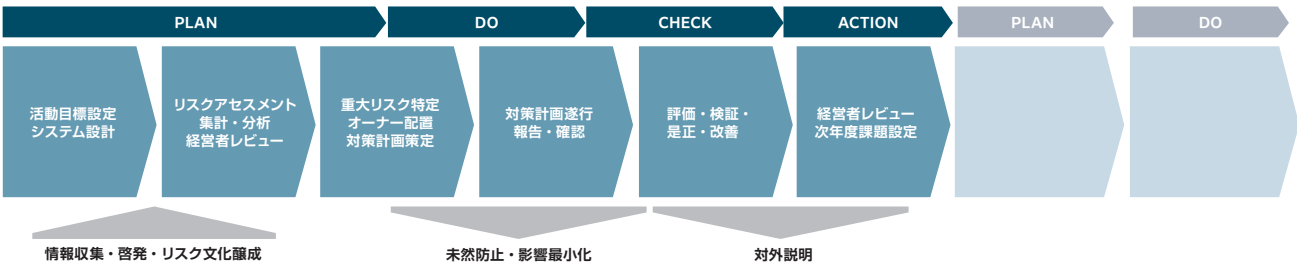 PLAN
DO
CHECK
ACTION
PLAN
DO
活動目標設定
システム設計
リスクアセスメント
集計・分析
経営者レビュー
重大リスク特定
オーナー配置
対策計画策定
対策計画遂行
報告・確認
評価・検証・
是正・改善
経営者レビュー
次年度課題設定
情報収集・啓発・リスク文化醸成
未然防止・影響最小化
対外説明